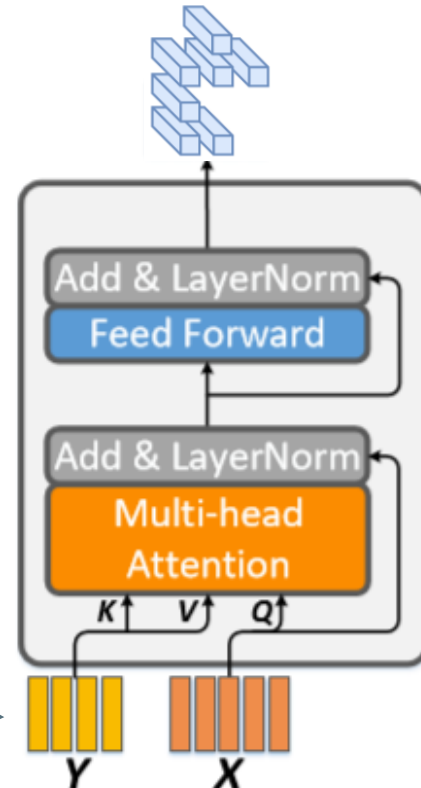 Add & LayerNorm
Feed Forward
Add & LayerNorm
Multi-head
Attention
K V Q
Y X